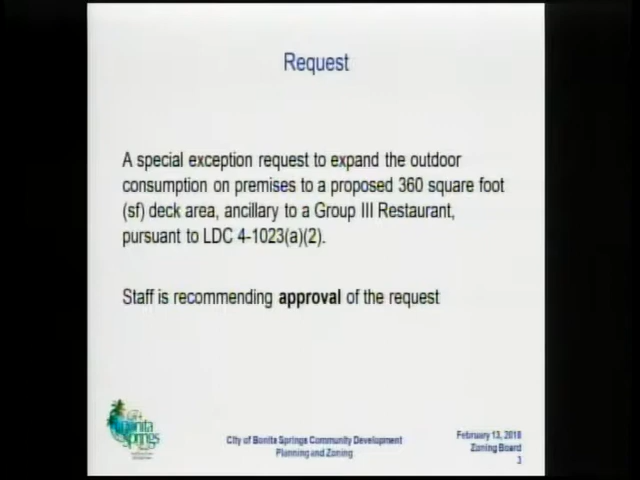 Request
A special exception request to expand the outdoor
consumption on premises to a proposed 360 square foot
(sf) deck area, ancillary to a Group III Restaurant,
pursuant to LDC 4-1023(a)(2).
Staff is recommending approval of the request
Bonita
Springs
City of Bonita Springs Community Development
Planning and Zoning
February 13, 2018
Zoning Board
3